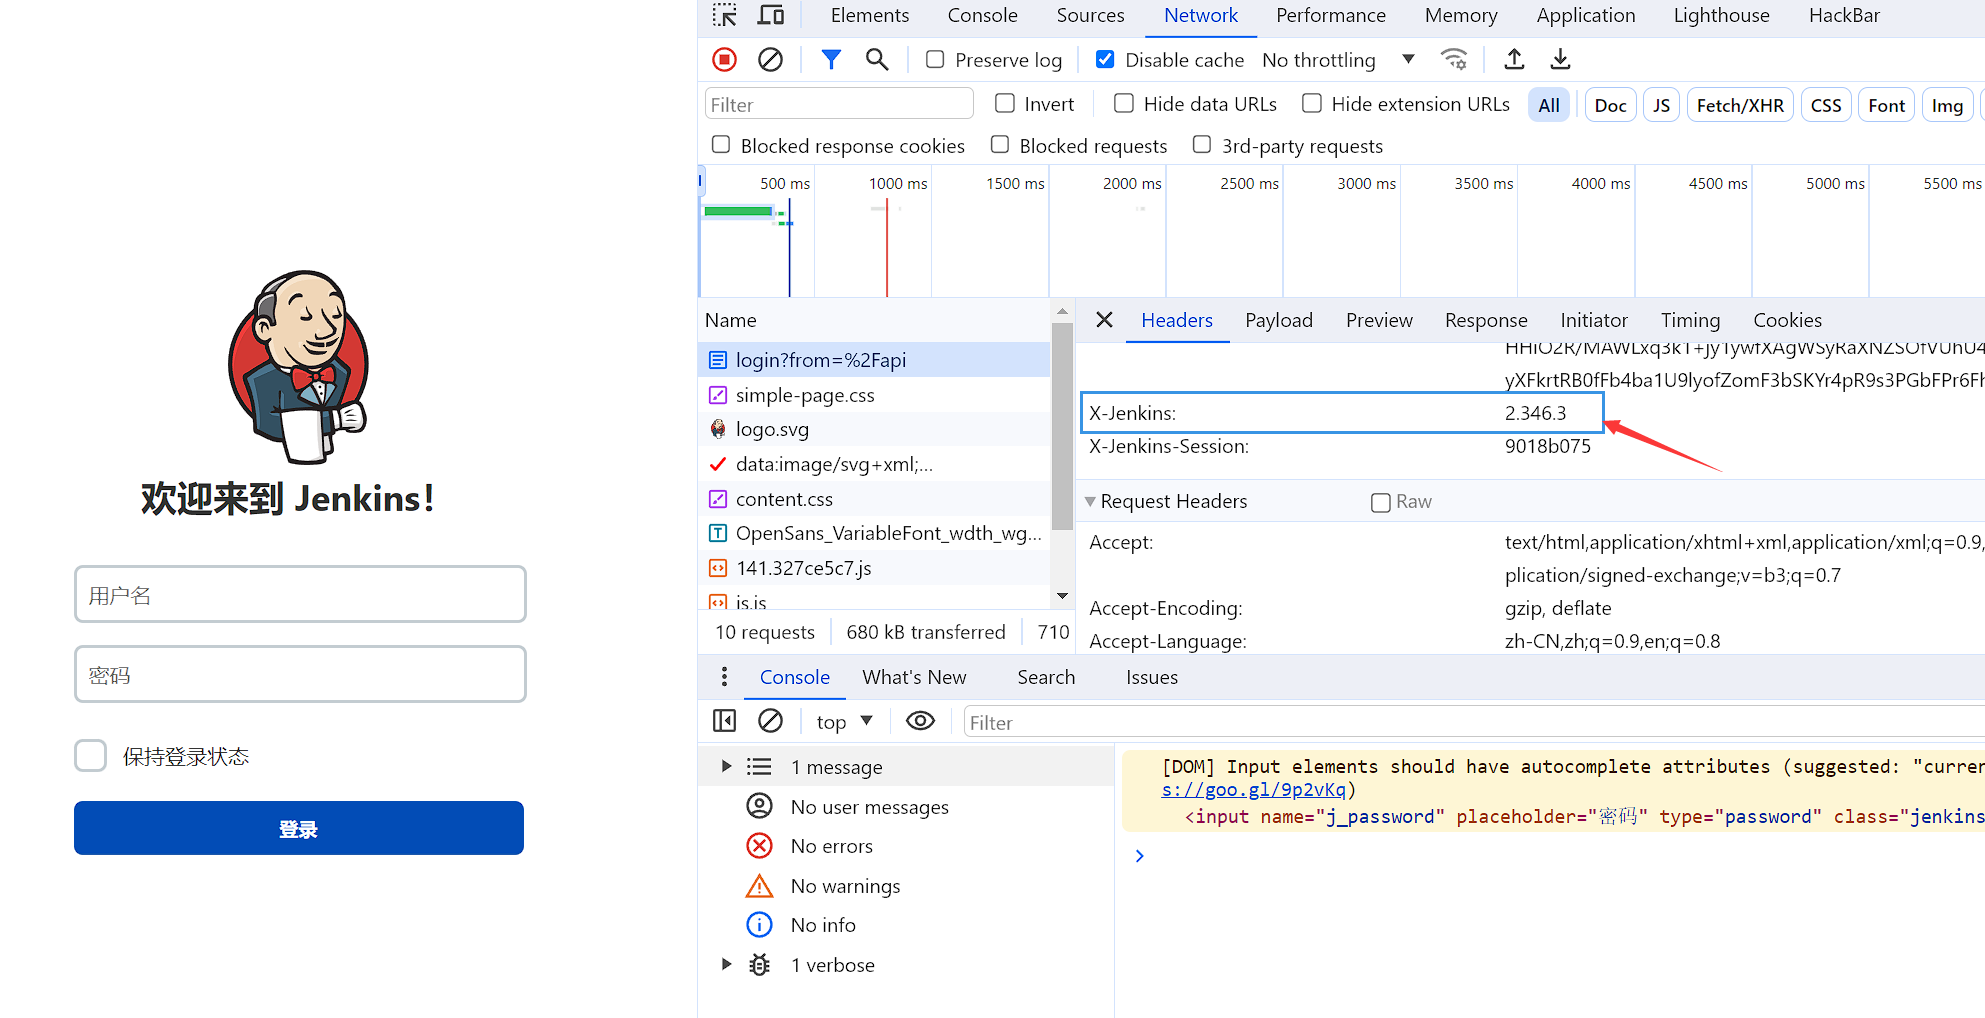 欢迎来到 Jenkins！
用户名
密码
保持登录状态
登录
Elements Console Sources Network Performance Memory Application Lighthouse HackBar
Preserve log Disable cache No throttling
Filter Invert Hide data URLs Hide extension URLs All Doc JS Fetch/XHR CSS Font Img
Blocked response cookies Blocked requests 3rd-party requests
500 ms 1000 ms 1500 ms 2000 ms 2500 ms 3000 ms 3500 ms 4000 ms 4500 ms 5000 ms 5500 ms
Name
login?from=%2Fapi
simple-page.css
logo.svg
data:image/svg+xml;...
content.css
OpenSans_VariableFont_wdth_wg...
141.327ce5c7.js
is.js
10 requests 680 kB transferred 710
Headers Payload Preview Response Initiator Timing Cookies
yXFkrtRB0fFb4ba1U9lyofZomF3bSKYr4pR9s3PGbFPr6Fh
X-Jenkins: 2.346.3
X-Jenkins-Session: 9018b075
Request Headers Raw
Accept: text/html,application/xhtml+xml,application/xml;q=0.9,
plication/signed-exchange;v=b3;q=0.7
Accept-Encoding: gzip, deflate
Accept-Language: zh-CN,zh;q=0.9,en;q=0.8
Console What's New Search Issues
top Filter
1 message
No user messages
No errors
No warnings
No info
1 verbose
[DOM] Input elements should have autocomplete attributes (suggested: "curren
s://goo.gl/9p2vKq)
<input name="j_password" placeholder="密码" type="password" class="jenkins